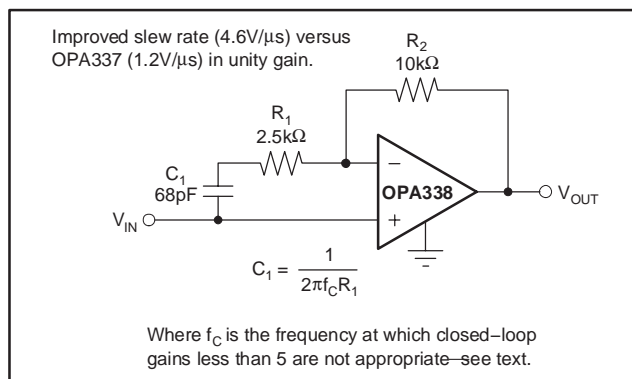 Improved slew rate (4.6V/μs) versus
OPA337 (1.2V/μs) in unity gain.
R2
10kΩ
R1
2.5kΩ
C1
68pF
−
OPA338
+
VIN
VOUT
C1 = 1
2πfCR1
Where fC is the frequency at which closed−loop
gains less than 5 are not appropriate—see text.